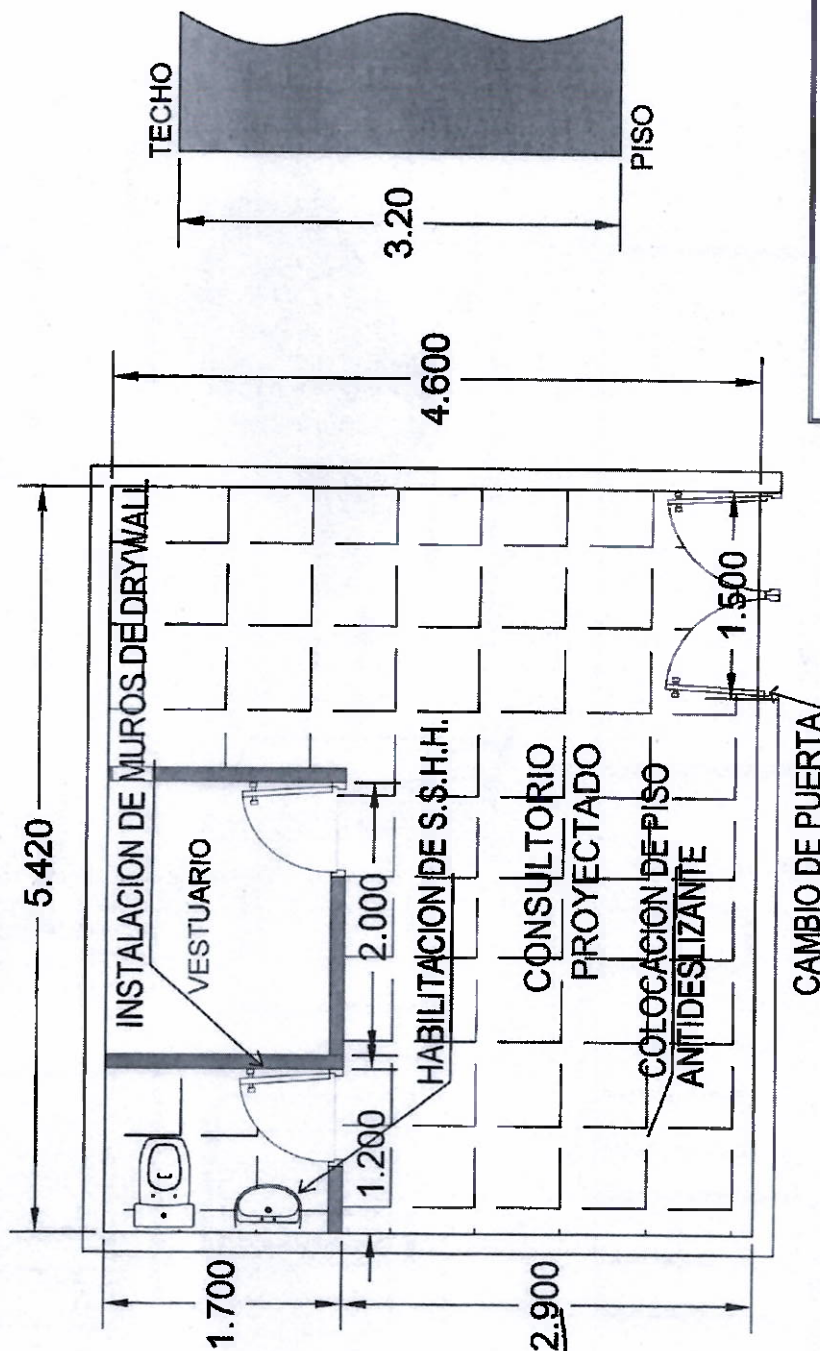 5.420
INSTALACION DE MUROS DE DRYWALL
VESTUARIO
1.700
2.000
1.200
HABILITACION DE S.S.H.H.
CONSULTORIO
PROYECTADO
COLOCACION DE PISO
ANTIDESLIZANTE
2.900
4.600
1.500
CAMBIO DE PUERTA
TECHO
3.20
PISO